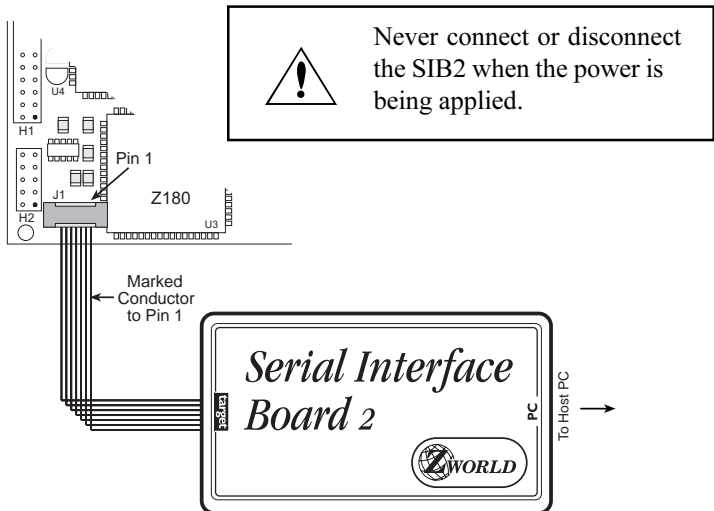 Never connect or disconnect
the SIB2 when the power is
being applied.
U4
H1
Pin 1
J1
Z180
H2
U3
Marked
Conductor
to Pin 1
Serial Interface
Board 2
target
PC
To Host PC
ZWORLD